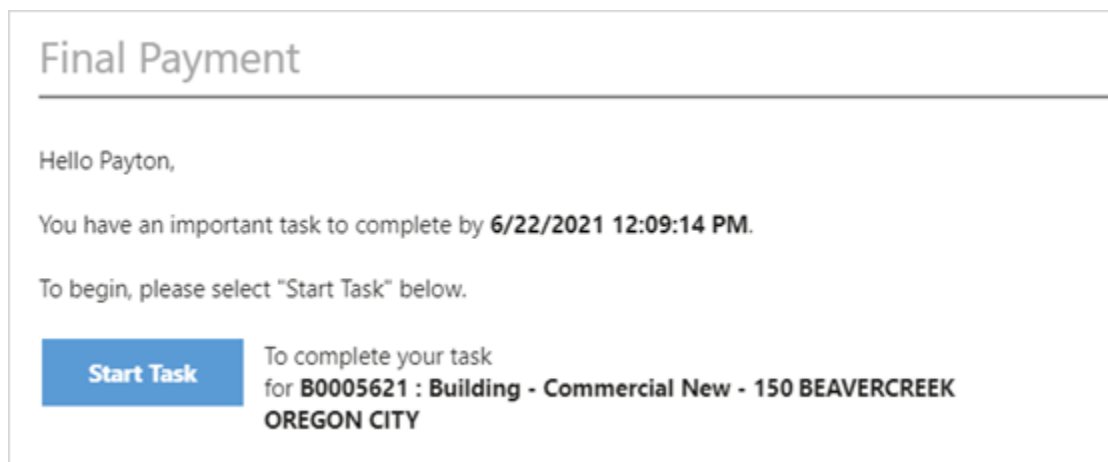 Final Payment
Hello Payton,
You have an important task to complete by 6/22/2021 12:09:14 PM.
To begin, please select "Start Task" below.
Start Task
To complete your task
for B0005621 : Building - Commercial New - 150 BEAVERCREEK
OREGON CITY